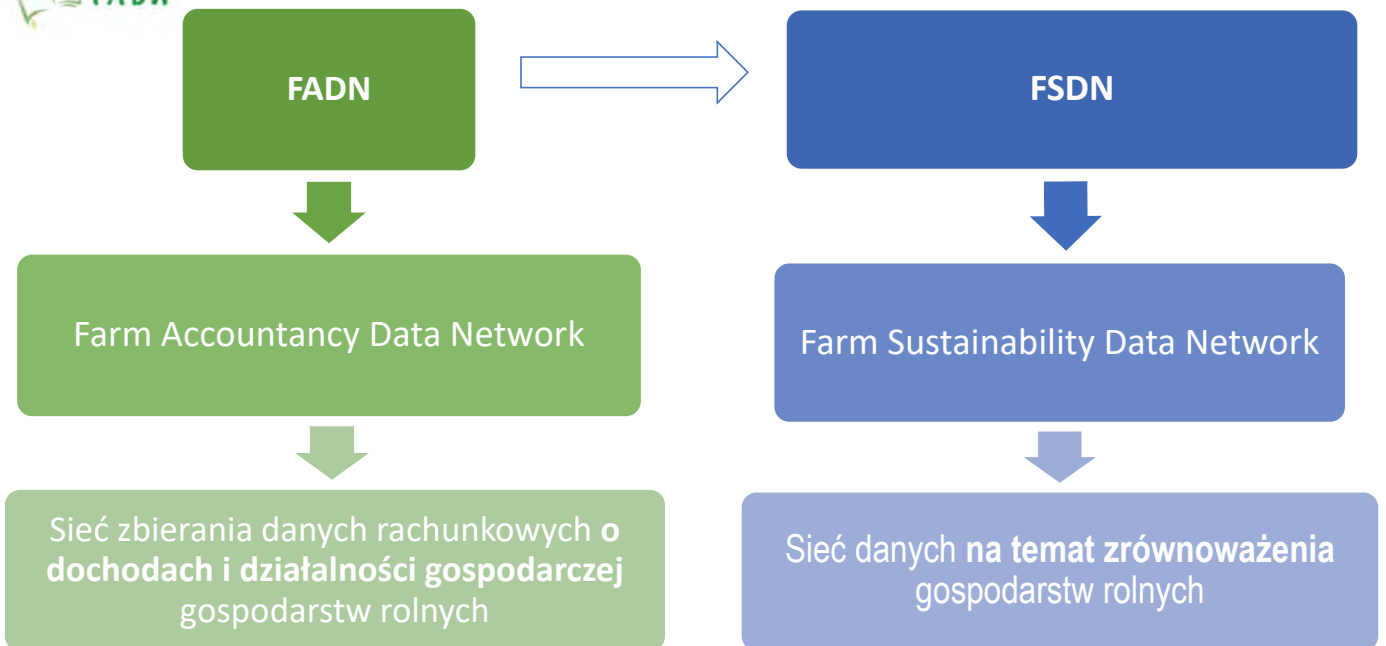 FADN
FADN
FSDN
Farm Accountancy Data Network
Farm Sustainability Data Network
Sieć zbierania danych rachunkowych o
dochodach i działalności gospodarczej
gospodarstw rolnych
Sieć danych na temat zrównoważenia
gospodarstw rolnych